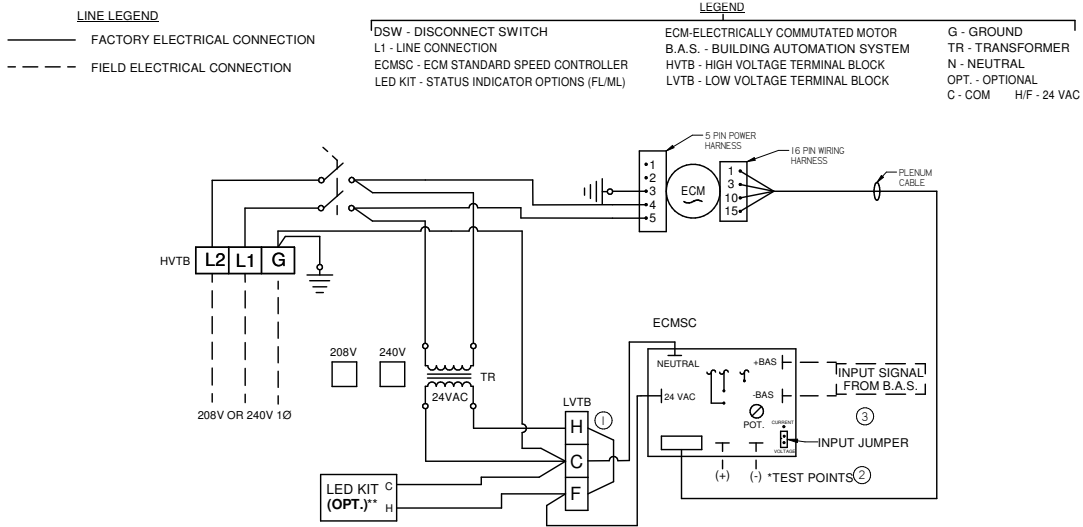 LINE LEGEND
FACTORY ELECTRICAL CONNECTION
FIELD ELECTRICAL CONNECTION
LEGEND
DSW - DISCONNECT SWITCH
L1 - LINE CONNECTION
ECMSC - ECM STANDARD SPEED CONTROLLER
LED KIT - STATUS INDICATOR OPTIONS (FL/ML)
ECM-ELECTRICALLY COMMUTATED MOTOR
B.A.S. - BUILDING AUTOMATION SYSTEM
HVTB - HIGH VOLTAGE TERMINAL BLOCK
LVTB - LOW VOLTAGE TERMINAL BLOCK
G - GROUND
TR - TRANSFORMER
N - NEUTRAL
OPT. - OPTIONAL
C - COM H/F - 24 VAC
5 PIN POWER
HARNESS
16 PIN WIRING
HARNESS
PLENUM
CABLE
1
2
3
4
5
ECM
1
3
10
15
HVTB
L2 L1 G
208V OR 240V 1Ø
208V
240V
TR
24VAC
LVTB
H
C
F
1
LED KIT
(OPT.)**
C
H
ECMSC
NEUTRAL
24 VAC
+BAS
-BAS
POT.
CURRENT
VOLTAGE
INPUT SIGNAL
FROM B.A.S.
3
INPUT JUMPER
(+) (-) *TEST POINTS 2